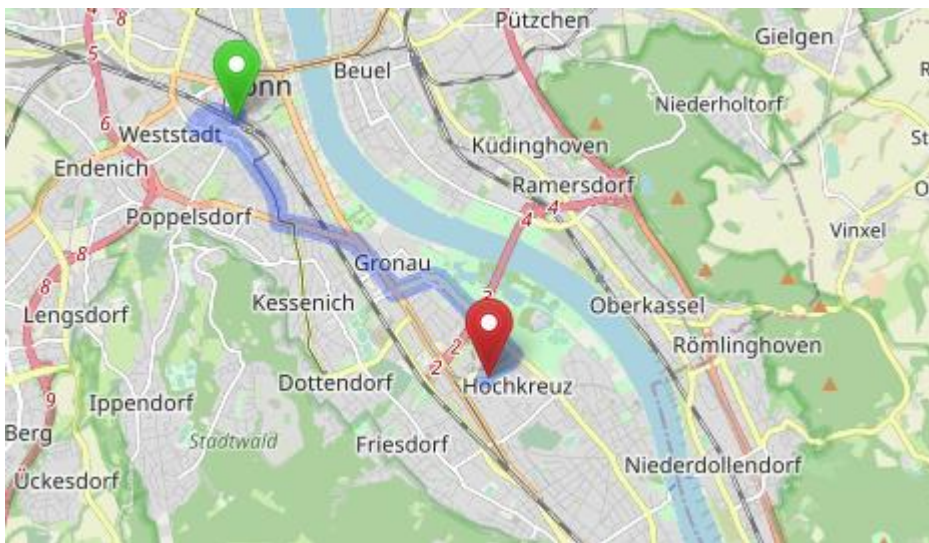 Pützchen
Gielgen
8
4
5
onn
Beuel
Niederholtorf
6
Weststadt
Küdinghoven
Endenich
Ramersdorf
4
4
Poppelsdorf
Vinxel
8
Gronau
8
2
Lengsdorf
Kessenich
Oberkassel
2
Römlinghoven
2
Dottendorf
Hochkreuz
9
Ippendorf
Berg
Stadtwald
Friesdorf
Niederdollendorf
Ückesdorf